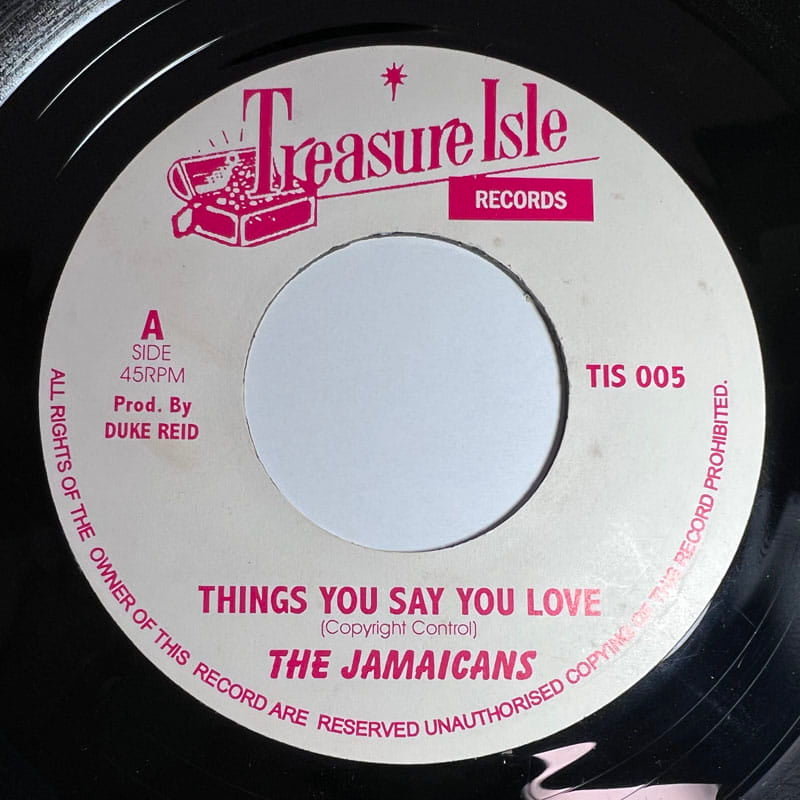 Treasure Isle
RECORDS
A
SIDE
45RPM
Prod. By
DUKE REID
TIS 005
THINGS YOU SAY YOU LOVE
(Copyright Control)
THE JAMAICANS
ALL RIGHTS OF THE OWNER OF THIS RECORD ARE RESERVED UNAUTHORISED COPYING OF THIS RECORD PROHIBITED.